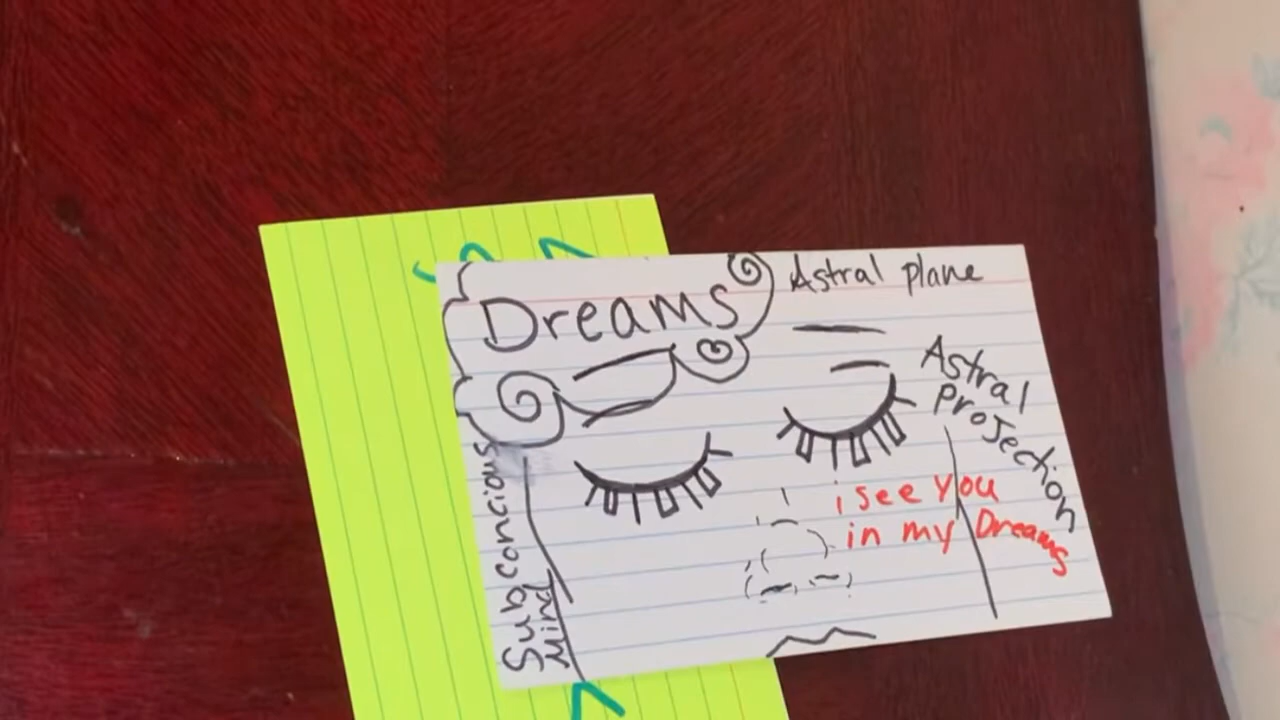 Dreams
Astral plane
Astral
Projection
i see you
in my Dreams
Subconcious
Mind